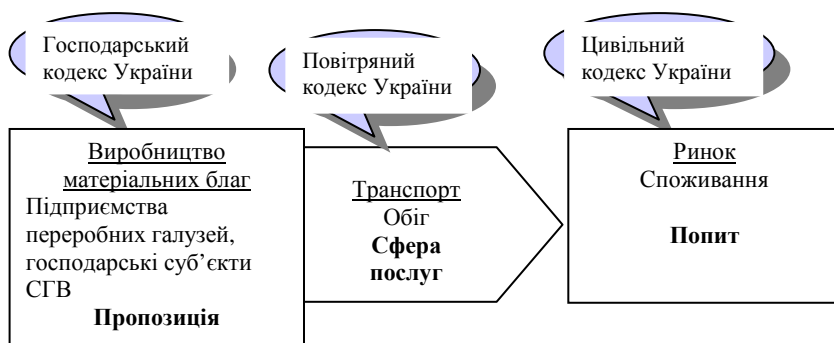 Господарський
кодекс України
Повітряний
кодекс України
Цивільний
кодекс України
Виробництво
матеріальних благ
Підприємства
переробних галузей,
господарські суб’єкти
СГВ
Пропозиція
Транспорт
Обіг
Сфера
послуг
Ринок
Споживання
Попит